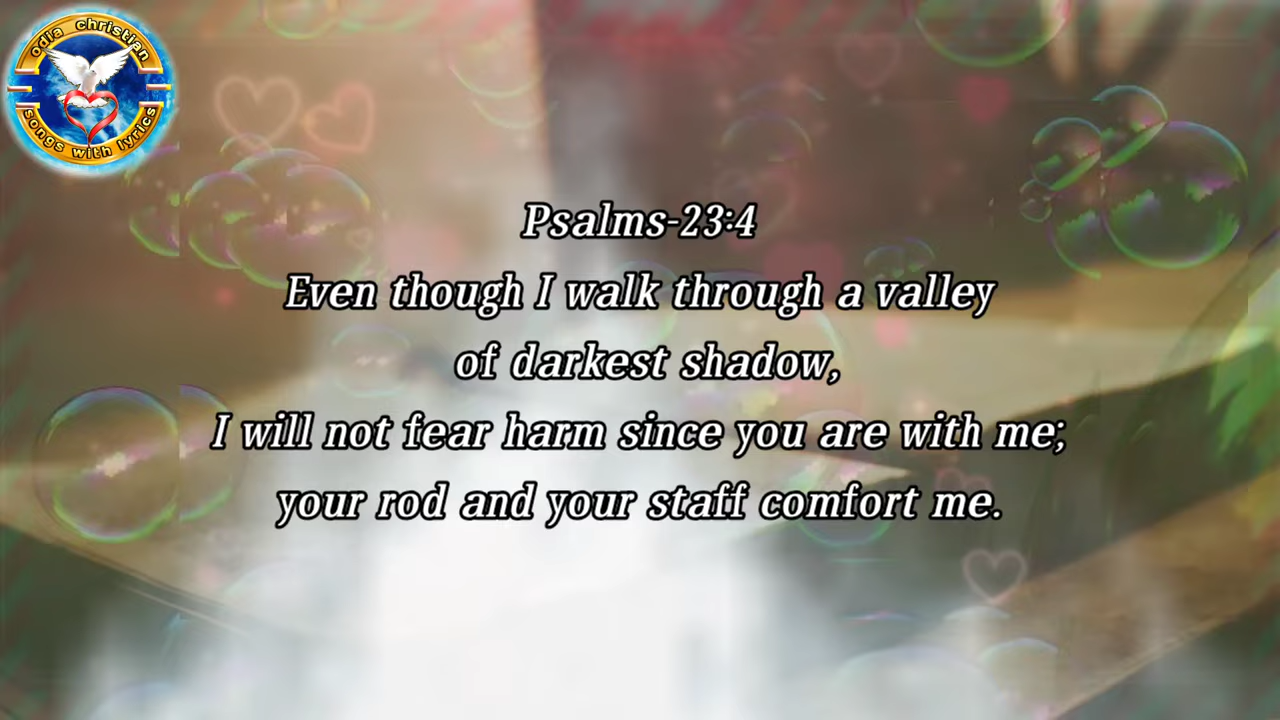 odia christian
songs with lyrics
Psalms-23:4
Even though I walk through a valley
of darkest shadow,
I will not fear harm since you are with me;
your rod and your staff comfort me.